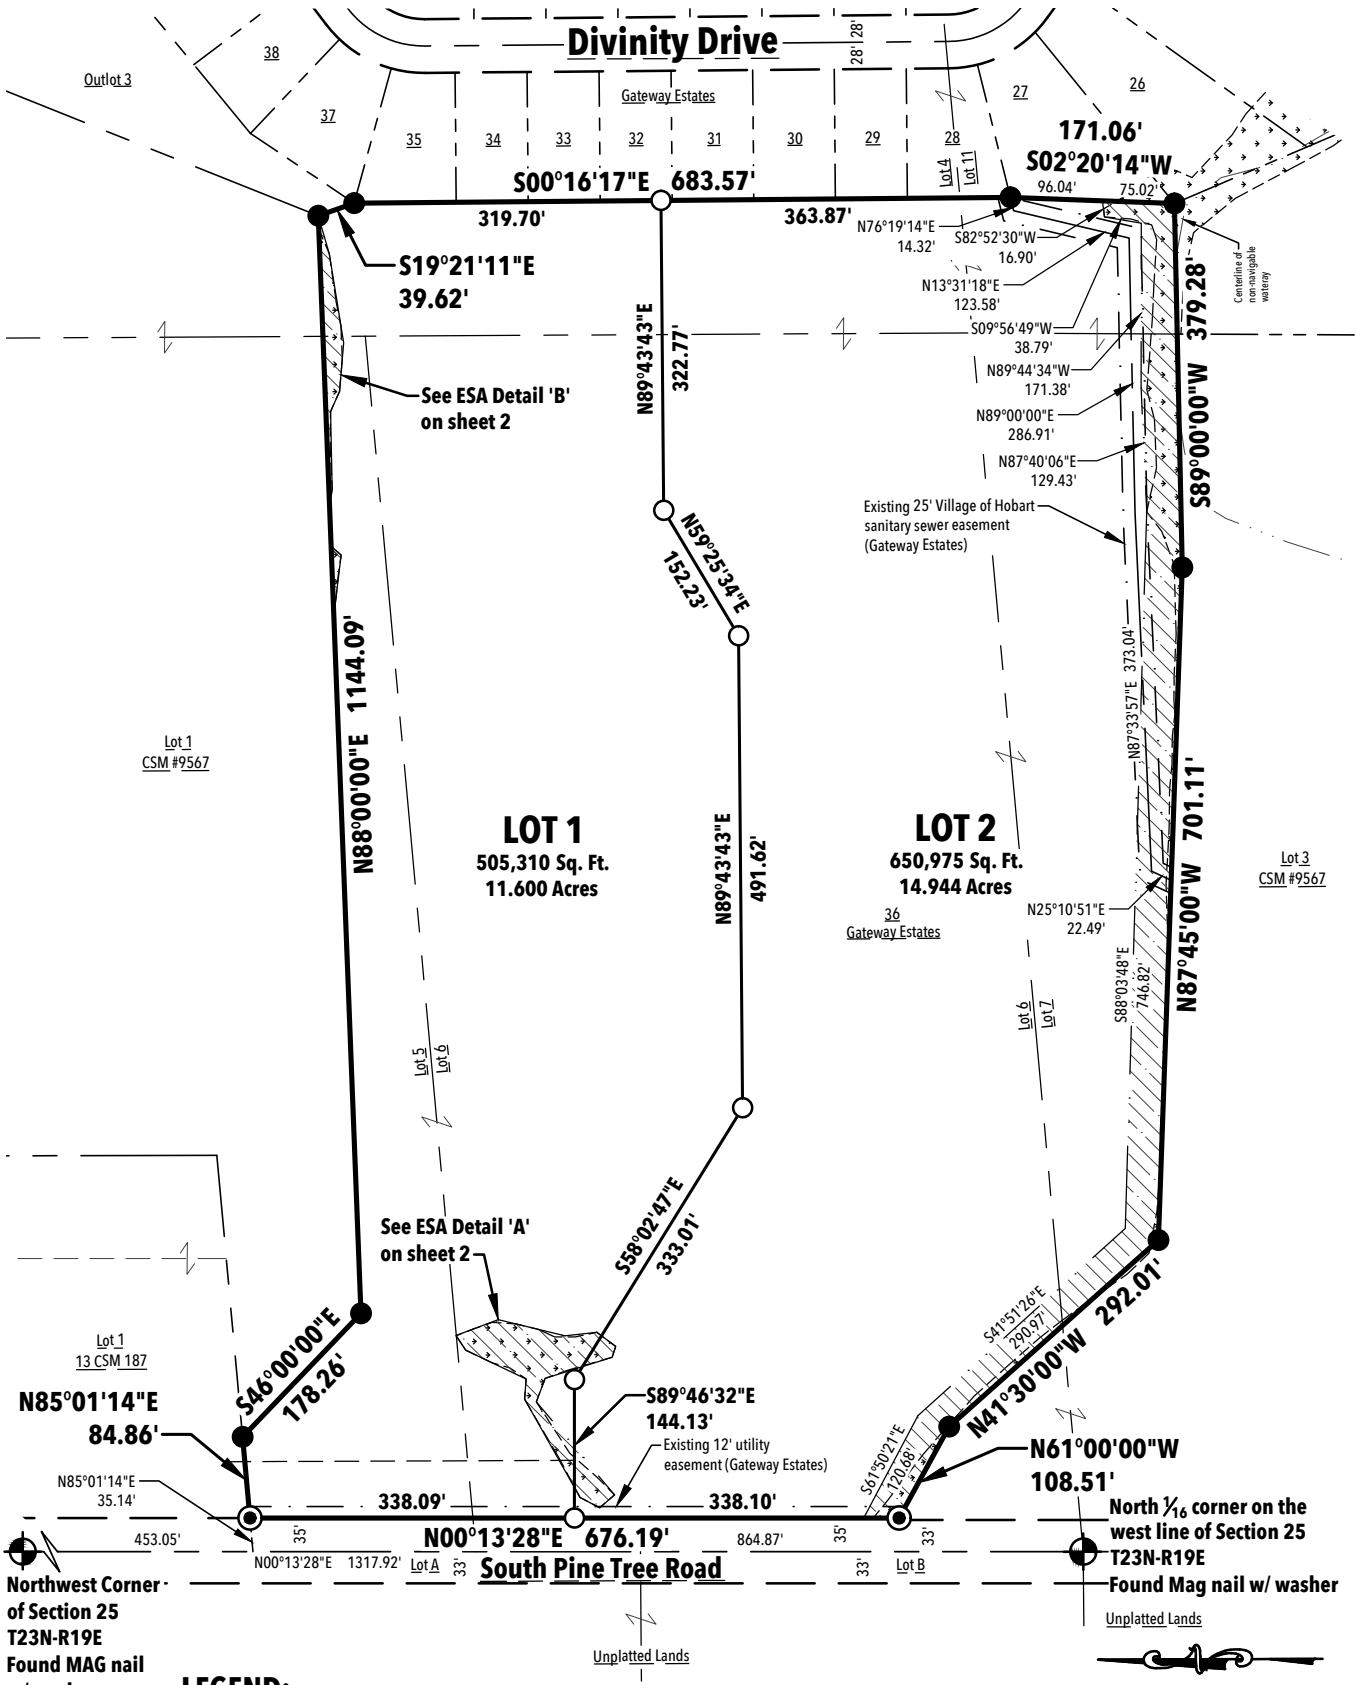 Divinity Drive
28' 28'
38
Outlot 3
Gateway Estates
37
35
34
33
32
31
30
29
28
27
26
Lot 4
Lot 11
171.06'
S02°20'14"W
96.04'
75.02'
S00°16'17"E 683.57'
319.70'
363.87'
S19°21'11"E
39.62'
N76°19'14"E
14.32'
S82°52'30"W
16.90'
N13°31'18"E
123.58'
S09°56'49"W
38.79'
N89°44'34"W
171.38'
N89°00'00"E
286.91'
N87°40'06"E
129.43'
Centerline of
non-navigable
wateray
S89°00'00"W 379.28'
N89°43'43"E
322.77'
See ESA Detail 'B'
on sheet 2
Existing 25' Village of Hobart
sanitary sewer easement
(Gateway Estates)
N59°25'34"E
152.23'
N88°00'00"E 1144.09'
N87°33'57"E 373.04'
Lot 1
CSM #9567
LOT 1
505,310 Sq. Ft.
11.600 Acres
N89°43'43"E
491.62'
LOT 2
650,975 Sq. Ft.
14.944 Acres
36
Gateway Estates
N87°45'00"W 701.11'
Lot 3
CSM #9567
N25°10'51"E
22.49'
S88°03'48"E
746.82'
Lot 6
Lot 7
Lot 5
Lot 6
S58°02'47"E
333.01'
See ESA Detail 'A'
on sheet 2
S41°51'26"E
290.97'
N41°30'00"W 292.01'
Lot 1
13 CSM 187
S46°00'00"E
178.26'
N85°01'14"E
84.86'
S89°46'32"E
144.13'
Existing 12' utility
easement (Gateway Estates)
S61°50'21"E
120.68'
N61°00'00"W
108.51'
N85°01'14"E
35.14'
338.09'
338.10'
N00°13'28"E 676.19'
453.05'
35'
864.87'
35'
33'
N00°13'28"E 1317.92'
Lot A
33'
South Pine Tree Road
33'
Lot B
North 1⁄16 corner on the
west line of Section 25
T23N-R19E
Found Mag nail w/ washer
Northwest Corner
of Section 25
T23N-R19E
Found MAG nail
Unplatted Lands
Unplatted Lands
LEGEND: